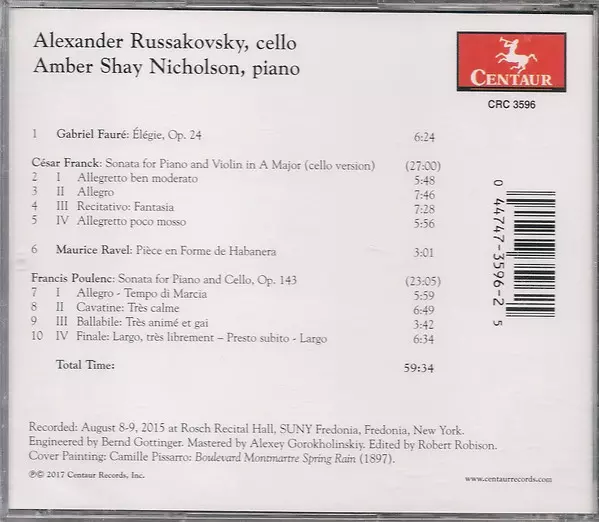 Alexander Russakovsky, cello
Amber Shay Nicholson, piano
CENTAUR
CRC 3596
1 Gabriel Fauré: Élégie, Op. 24 6:24
César Franck: Sonata for Piano and Violin in A Major (cello version) (27:00)
2 I Allegretto ben moderato 5:48
3 II Allegro 7:46
4 III Recitativo: Fantasia 7:28
5 IV Allegretto poco mosso 5:56
6 Maurice Ravel: Pièce en Forme de Habanera 3:01
Francis Poulenc: Sonata for Piano and Cello, Op. 143 (23:05)
7 I Allegro - Tempo di Marcia 5:59
8 II Cavatine: Très calme 6:49
9 III Ballabile: Très animé et gai 3:42
10 IV Finale: Largo, très librement – Presto subito - Largo 6:34
Total Time: 59:34
0 44747-3596-2 5
Recorded: August 8-9, 2015 at Rosch Recital Hall, SUNY Fredonia, Fredonia, New York.
Engineered by Bernd Gottinger. Mastered by Alexey Gorokholinskiy. Edited by Robert Robison.
Cover Painting: Camille Pissarro: Boulevard Montmartre Spring Rain (1897).
℗© 2017 Centaur Records, Inc.
www.centaurrecords.com